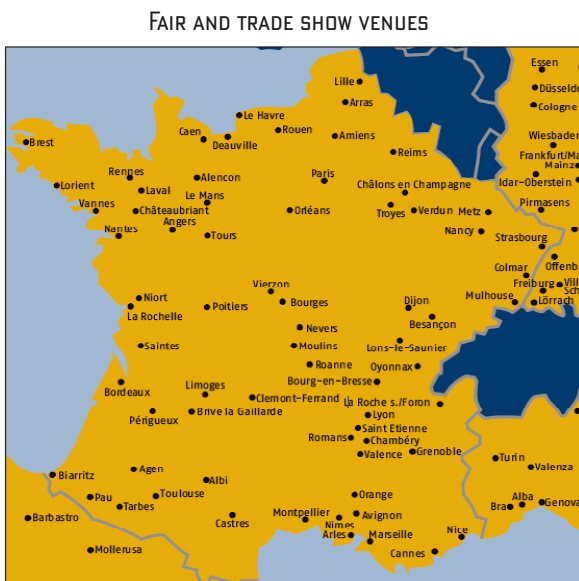 Fair and trade show venues
Essen
Lille
Düsseld
Arras
Cologne
Le Havre
Caen
Rouen
Amiens
Wiesbaden
Brest
Deauville
Reims
Frankfurt/Ma
Mainz
Rennes
Alencon
Paris
Châlons en Champagne
Idar-Oberstein
Lorient
Laval
Le Mans
Vannes
Châteaubriant
Orléans
Troyes
Verdun
Metz
Pirmasens
Angers
Nantes
Tours
Nancy
Strasbourg
Offenb
Colmar
Vierzon
Freiburg
Vill
Sch
Niort
Bourges
Dijon
Mulhouse
Lörrach
La Rochelle
Poitiers
Besançon
Nevers
Saintes
Moulins
Lons-le-Saunier
Roanne
Oyonnax
Bordeaux
Limoges
Bourg-en-Bresse
Clemont-Ferrand
La Roche s./Foron
Périgueux
Brive la Gaillarde
Lyon
Saint Etienne
Romans
Chambéry
Valence
Grenoble
Turin
Biarritz
Agen
Albi
Valenza
Pau
Toulouse
Orange
Tarbes
Alba
Bra
Genova
Barbastro
Castres
Montpellier
Nimes
Avignon
Arles
Marseille
Nice
Mollerusa
Cannes